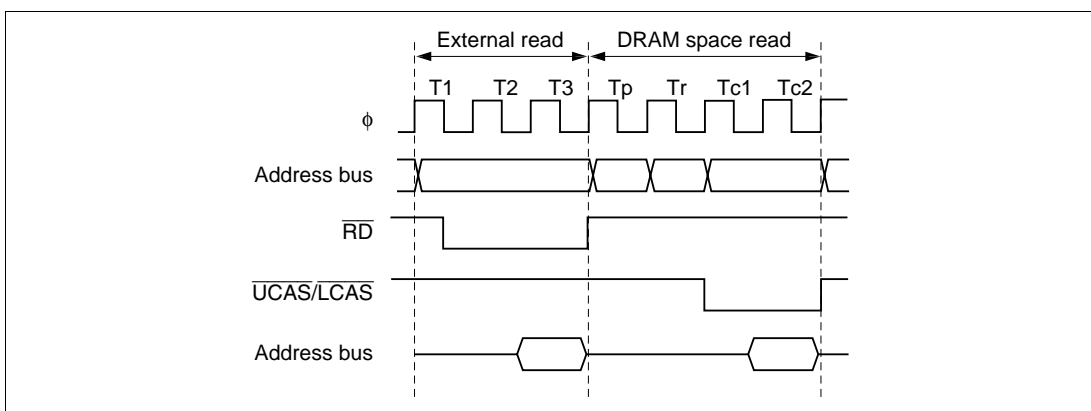 External read DRAM space read
T1 T2 T3 Tp Tr Tc1 Tc2
ϕ
Address bus
RD
UCAS/LCAS
Address bus